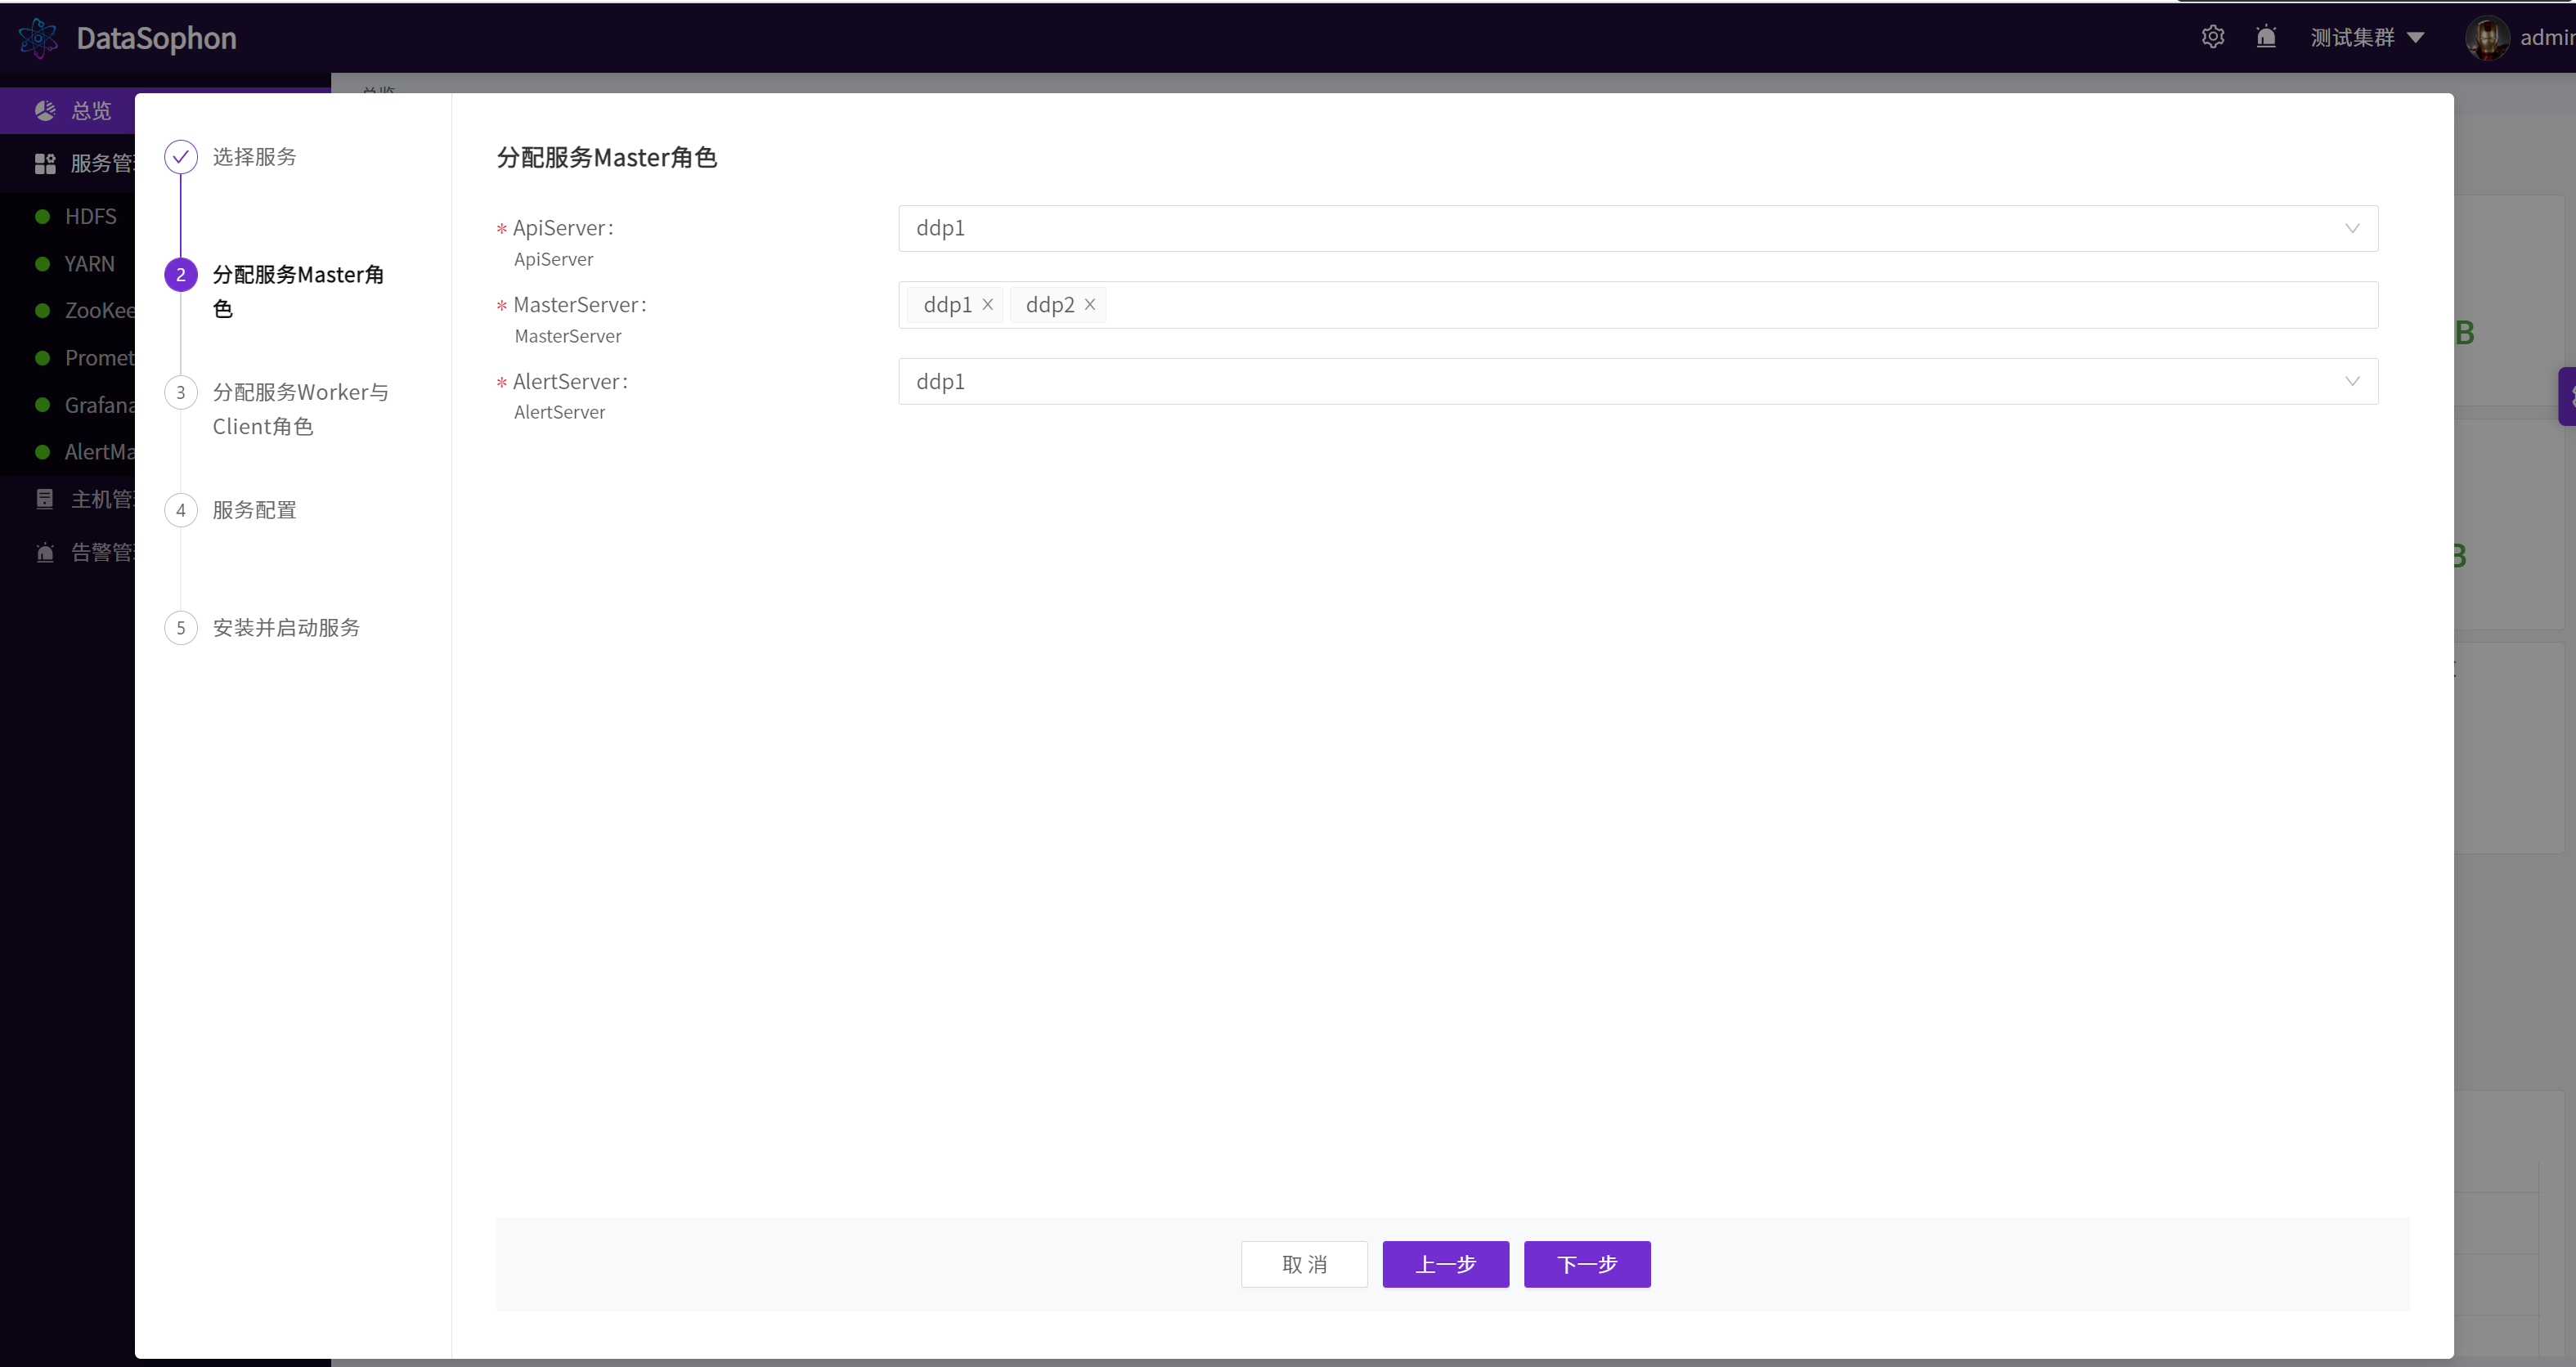 DataSophon
测试集群
admin
总览
总览
服务管
HDFS
YARN
ZooKee
Promet
Grafana
AlertMa
主机管
告警管
选择服务
2
分配服务Master角
色
3
分配服务Worker与
Client角色
4
服务配置
5
安装并启动服务
分配服务Master角色
* ApiServer:
ApiServer
ddp1
* MasterServer:
MasterServer
ddp1 ddp2
* AlertServer:
AlertServer
ddp1
B
B
取 消
上一步
下一步